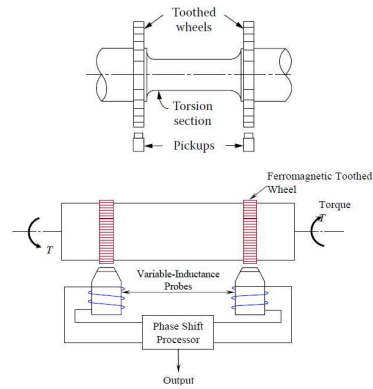 Toothed
wheels
Torsion
section
Pickups
Ferromagnetic Toothed
Wheel
Torque
T
T
Variable-Inductance
Probes
Phase Shift
Processor
Output